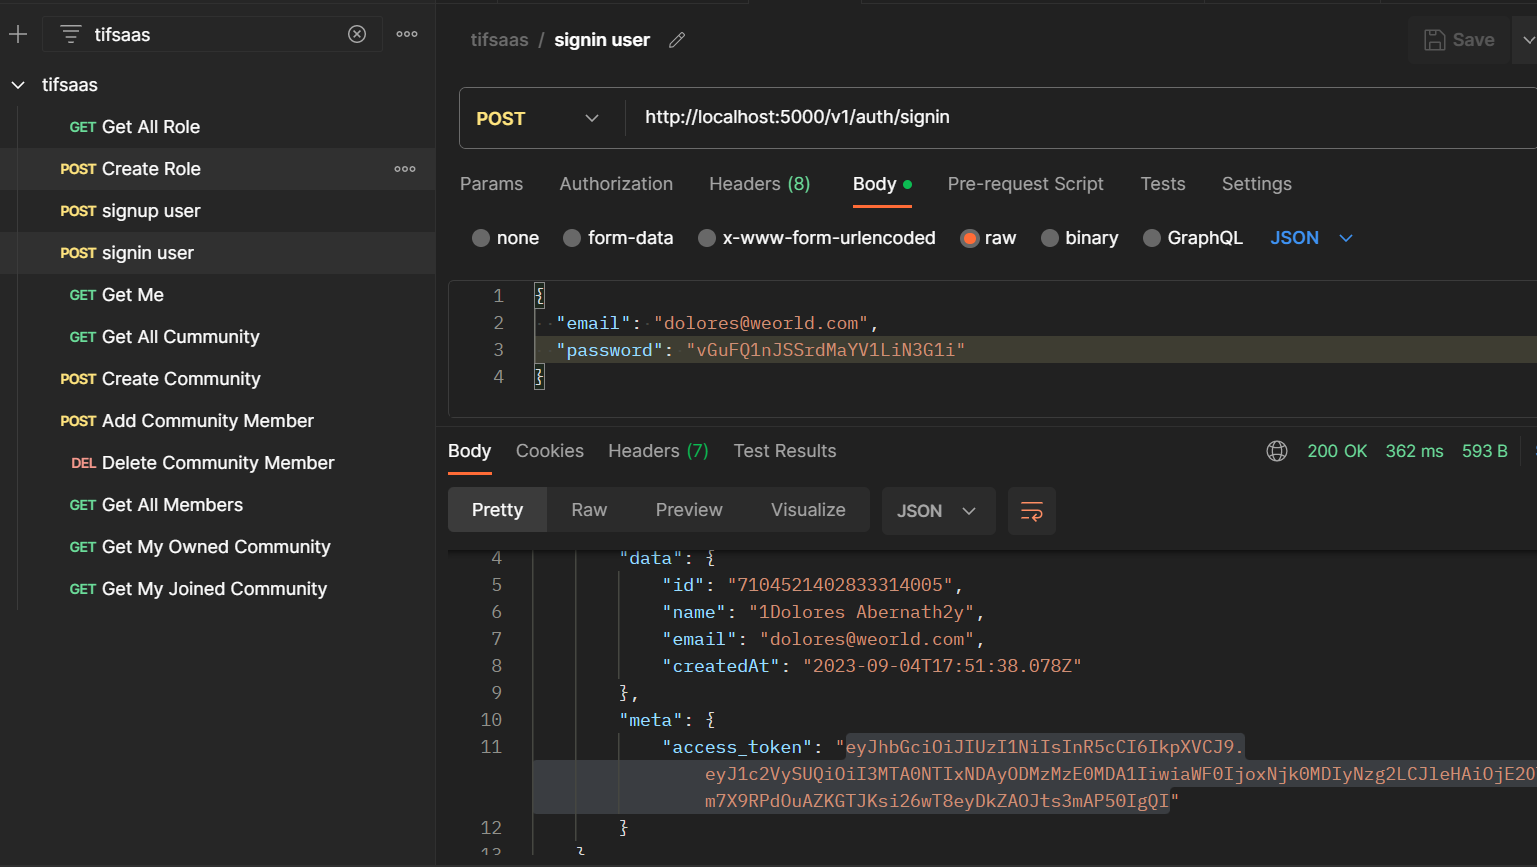 tifsaas
tifsaas
GET Get All Role
POST Create Role
POST signup user
POST signin user
GET Get Me
GET Get All Cummunity
POST Create Community
POST Add Community Member
DEL Delete Community Member
GET Get All Members
GET Get My Owned Community
GET Get My Joined Community
tifsaas / signin user
Save
POST http://localhost:5000/v1/auth/signin
Params Authorization Headers (8) Body Pre-request Script Tests Settings
none form-data x-www-form-urlencoded raw binary GraphQL JSON
1 {
2 "email": "dolores@weorld.com",
3 "password": "vGuFQ1nJSSrdMaYV1LiN3G1i"
4 }
Body Cookies Headers (7) Test Results 200 OK 362 ms 593 B
Pretty Raw Preview Visualize JSON
4 "data": {
5 "id": "7104521402833314005",
6 "name": "1Dolores Abernath2y",
7 "email": "dolores@weorld.com",
8 "createdAt": "2023-09-04T17:51:38.078Z"
9 },
10 "meta": {
11 "access_token": "eyJhbGciOiJIUzI1NiIsInR5cCI6IkpXVCJ9.
eyJ1c2VySUQiOiI3MTA0NTIxNDAyODMzMzE0MDA1IiwiaWF0IjoxNjk0MDIyNzg2LCJleHAiOjE2OT
m7X9RPdOuAZKGTJKsi26wT8eyDkZAOJts3mAP50IgQI"
12 }
13 }